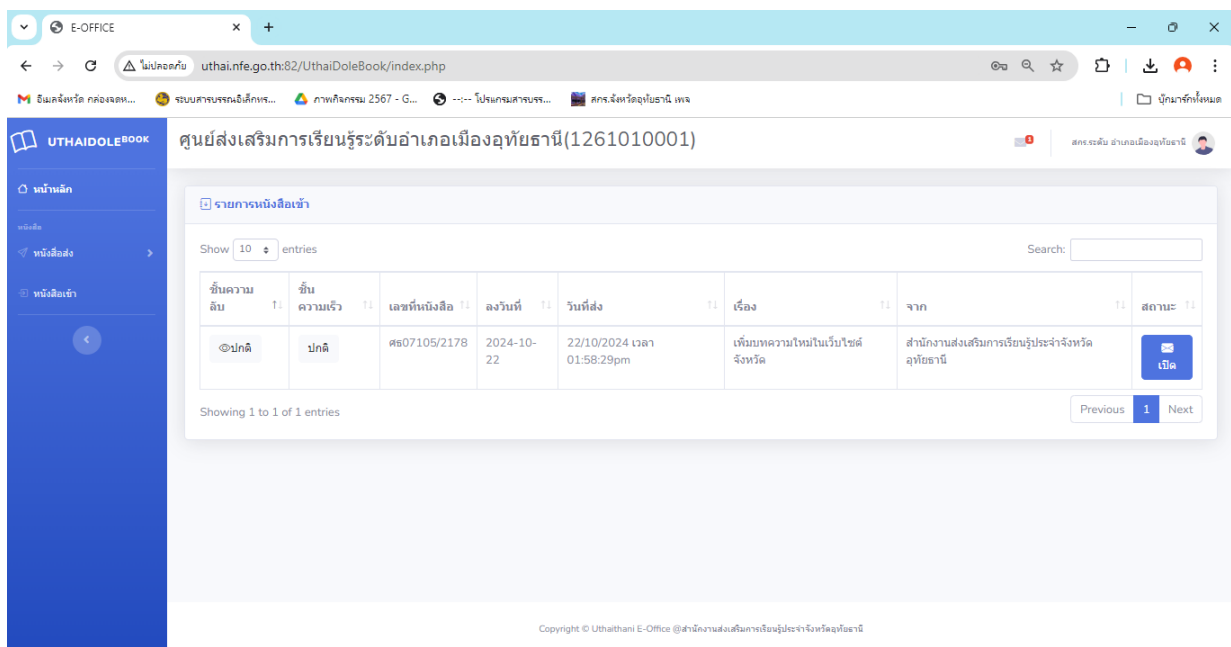 E-OFFICE
ไม่ปลอดภัย uthai.nfe.go.th:82/UthaiDoleBook/index.php
อีเมลจังหวัด กล่องจดห... ระบบสารบรรณอิเล็กทร... ภาพกิจกรรม 2567 - G... --:-- โปรแกรมสารบรร... สกร.จังหวัดอุทัยธานี เพจ บุ๊กมาร์กทั้งหมด
UTHAIDOLEBOOK ศูนย์ส่งเสริมการเรียนรู้ระดับอำเภอเมืองอุทัยธานี(1261010001) สกร.ระดับ อำเภอเมืองอุทัยธานี
หน้าหลัก
รายการหนังสือเข้า
หนังสือ
หนังสือส่ง
Show 10 entries Search:
หนังสือเข้า
ชั้นความ ชั้น
ลับ ความเร็ว เลขที่หนังสือ ลงวันที่ วันที่ส่ง เรื่อง จาก สถานะ
ปกติ ปกติ ศธ07105/2178 2024-10- 22/10/2024 เวลา เพิ่มบทความใหม่ในเว็บไซต์ สำนักงานส่งเสริมการเรียนรู้ประจำจังหวัด
22 01:58:29pm จังหวัด อุทัยธานี เปิด
Showing 1 to 1 of 1 entries Previous 1 Next
Copyright © Uthaithani E-Office @สำนักงานส่งเสริมการเรียนรู้ประจำจังหวัดอุทัยธานี